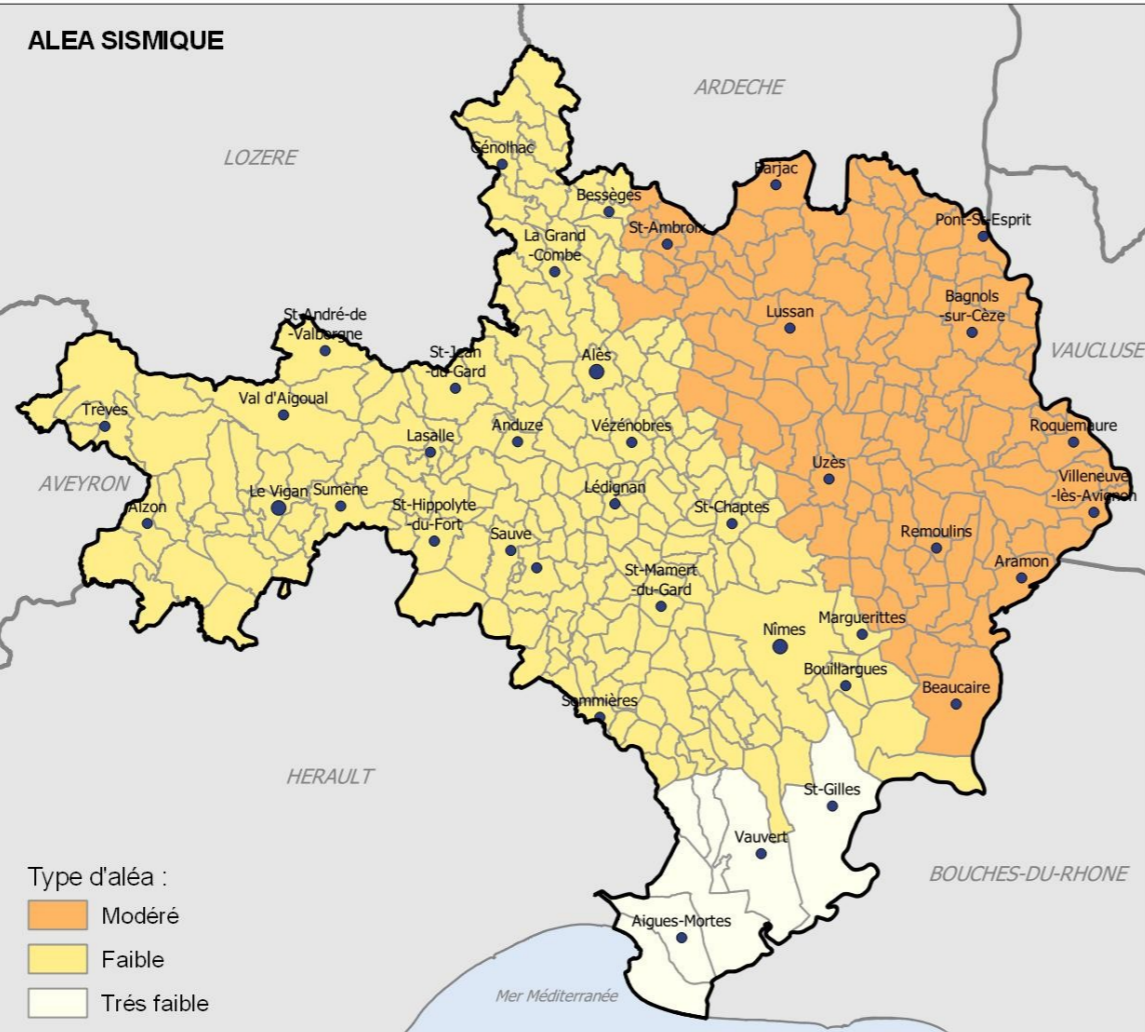 ALEA SISMIQUE
ARDECHE
LOZERE
Génolhac
Barjac
Bessèges
St-Ambroix
Pont-St-Esprit
La Grand
-Combe
Bagnols
-sur-Cèze
Lussan
St-André-de
-Valborgne
VAUCLUSE
St-Jean
-du-Gard
Alès
Val d'Aigoual
Trèves
Lasalle
Anduze
Vézénobres
Roquemaure
Uzès
Villeneuve
-lès-Avignon
AVEYRON
Alzon
Le Vigan
Sumène
St-Hippolyte
-du-Fort
Lédignan
St-Chaptes
Sauve
Remoulins
Aramon
St-Mamert
-du-Gard
Nîmes
Marguerittes
Bouillargues
Beaucaire
Sommières
HERAULT
St-Gilles
Vauvert
BOUCHES-DU-RHONE
Aigues-Mortes
Mer Méditerranée
Type d'aléa :
Modéré
Faible
Trés faible